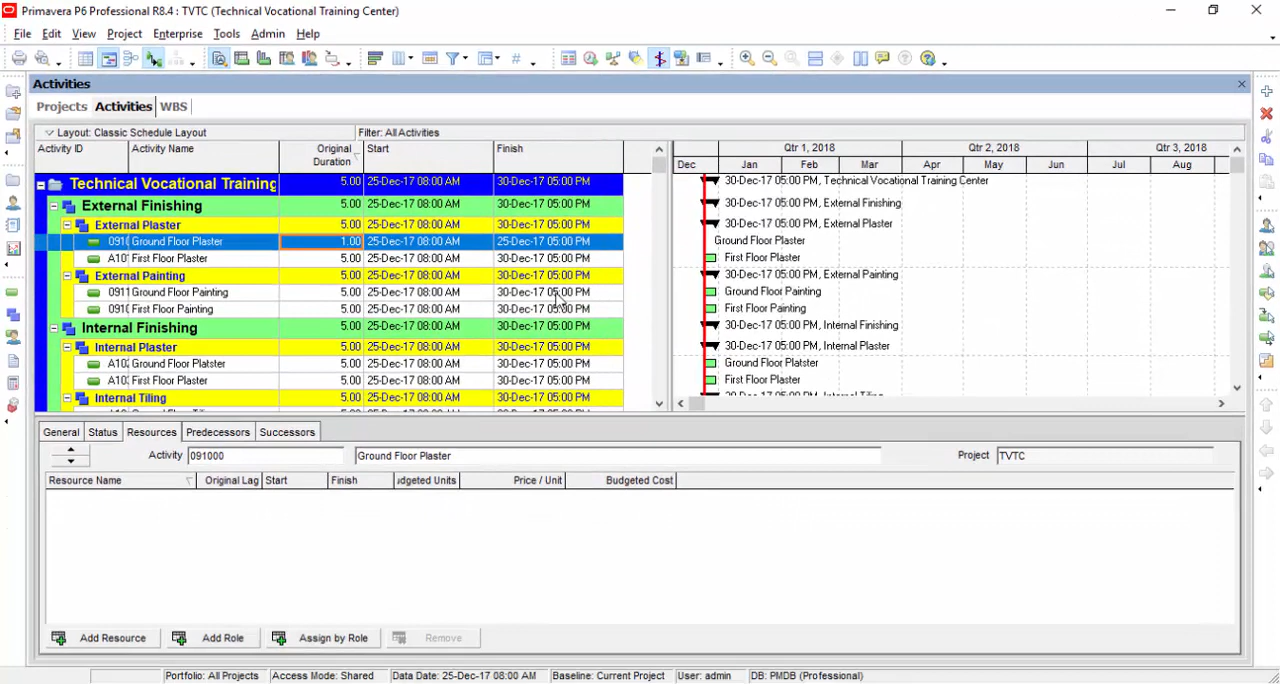 Primavera P6 Professional R8.4 : TVTC (Technical Vocational Training Center)
File Edit View Project Enterprise Tools Admin Help
Activities
Projects Activities WBS
Layout: Classic Schedule Layout Filter: All Activities
Activity ID Activity Name Original Duration Start Finish Qtr 1, 2018 Qtr 2, 2018 Qtr 3, 2018
Dec Jan Feb Mar Apr May Jun Jul Aug
Technical Vocational Training 5.00 25-Dec-17 08:00 AM 30-Dec-17 05:00 PM 30-Dec-17 05:00 PM, Technical Vocational Training Center
External Finishing 5.00 25-Dec-17 08:00 AM 30-Dec-17 05:00 PM 30-Dec-17 05:00 PM, External Finishing
External Plaster 5.00 25-Dec-17 08:00 AM 30-Dec-17 05:00 PM 30-Dec-17 05:00 PM, External Plaster
Ground Floor Plaster 1.00 25-Dec-17 08:00 AM 25-Dec-17 05:00 PM Ground Floor Plaster
First Floor Plaster 5.00 25-Dec-17 08:00 AM 30-Dec-17 05:00 PM First Floor Plaster
External Painting 5.00 25-Dec-17 08:00 AM 30-Dec-17 05:00 PM 30-Dec-17 05:00 PM, External Painting
0911 Ground Floor Painting 5.00 25-Dec-17 08:00 AM 30-Dec-17 05:00 PM Ground Floor Painting
First Floor Painting 5.00 25-Dec-17 08:00 AM 30-Dec-17 05:00 PM First Floor Painting
Internal Finishing 5.00 25-Dec-17 08:00 AM 30-Dec-17 05:00 PM 30-Dec-17 05:00 PM, Internal Finishing
Internal Plaster 5.00 25-Dec-17 08:00 AM 30-Dec-17 05:00 PM 30-Dec-17 05:00 PM, Internal Plaster
Ground Floor Platster 5.00 25-Dec-17 08:00 AM 30-Dec-17 05:00 PM Ground Floor Platster
First Floor Plaster 5.00 25-Dec-17 08:00 AM 30-Dec-17 05:00 PM First Floor Plaster
Internal Tiling 5.00 25-Dec-17 08:00 AM 30-Dec-17 05:00 PM
General Status Resources Predecessors Successors
Activity 091000 Ground Floor Plaster Project TVTC
Resource Name Original Lag Start Finish Units Price / Unit Budgeted Cost
Add Resource Add Role Assign by Role Remove
Portfolio: All Projects Access Mode: Shared Data Date: 25-Dec-17 08:00 AM Baseline: Current Project User: admin DB: PMDB (Professional)